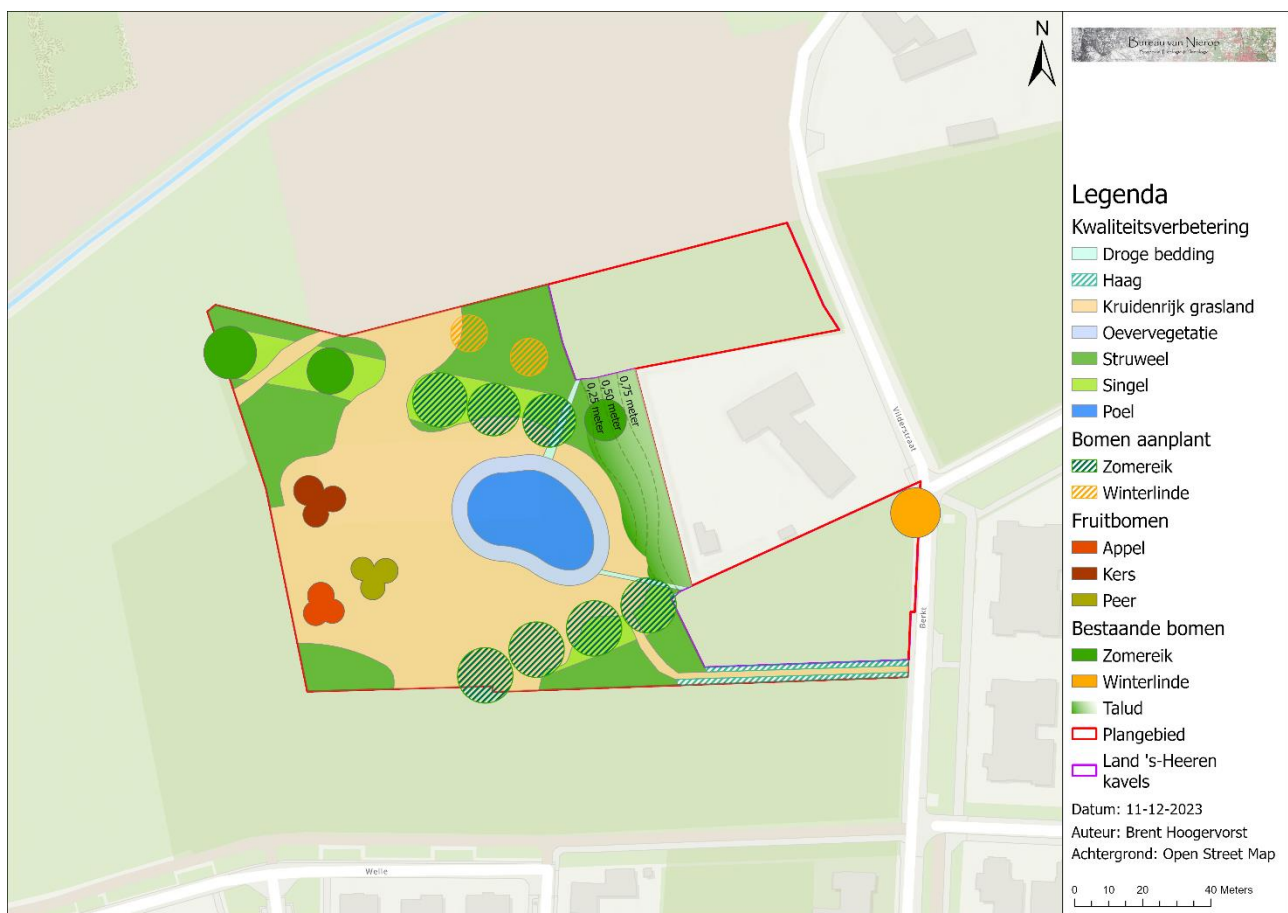 N
Bureau van Nierop
Legenda
Kwaliteitsverbetering
Droge bedding
Haag
Kruidenrijk grasland
Oevervegetatie
Struweel
Singel
Poel
Bomen aanplant
Zomereik
Winterlinde
Fruitbomen
Appel
Kers
Peer
Bestaande bomen
Zomereik
Winterlinde
Talud
Plangebied
Land 's-Heeren
kavels
Datum: 11-12-2023
Auteur: Brent Hoogervorst
Achtergrond: Open Street Map
0 10 20 40 Meters
0,25 meter
0,50 meter
0,75 meter
Vilderstraat
Berkt
Welle